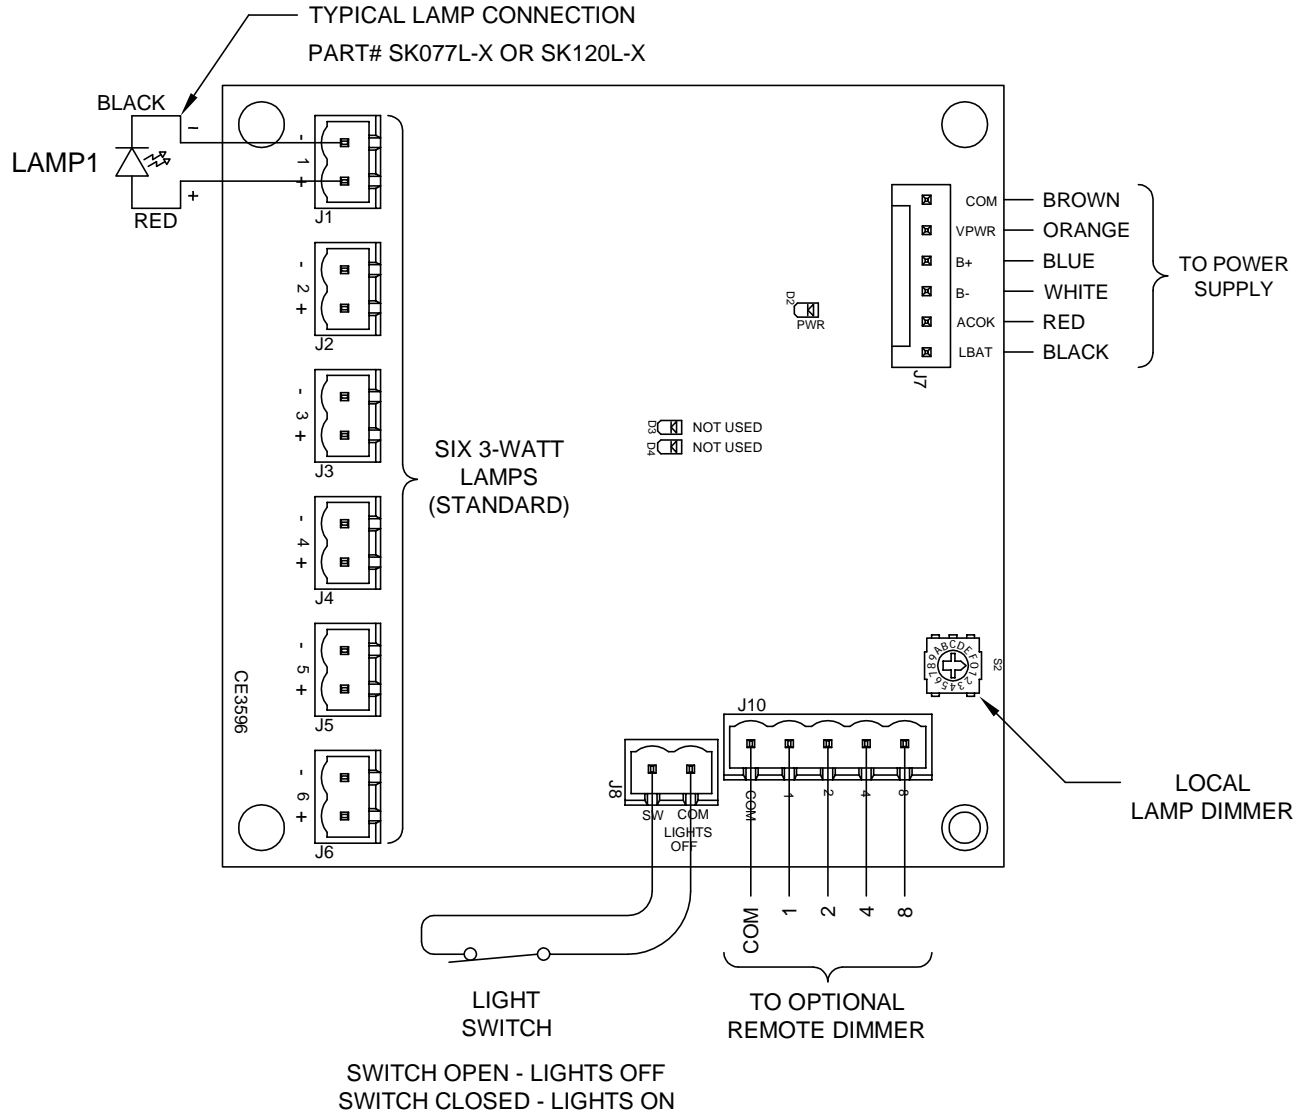 TYPICAL LAMP CONNECTION
PART# SK077L-X OR SK120L-X
BLACK
−
LAMP1
+
RED
- 1 +
J1
- 2 +
J2
- 3 +
J3
- 4 +
J4
- 5 +
J5
- 6 +
J6
SIX 3-WATT
LAMPS
(STANDARD)
CE3596
D2
PWR
D3 NOT USED
D4 NOT USED
COM BROWN
VPWR ORANGE
B+ BLUE
B- WHITE
ACOK RED
LBAT BLACK
J7
TO POWER
SUPPLY
0123456789ABCDEF
S2
LOCAL
LAMP DIMMER
J10
COM 1 2 4 8
J8
SW COM
LIGHTS
OFF
COM 1 2 4 8
LIGHT
SWITCH
TO OPTIONAL
REMOTE DIMMER
SWITCH OPEN - LIGHTS OFF
SWITCH CLOSED - LIGHTS ON